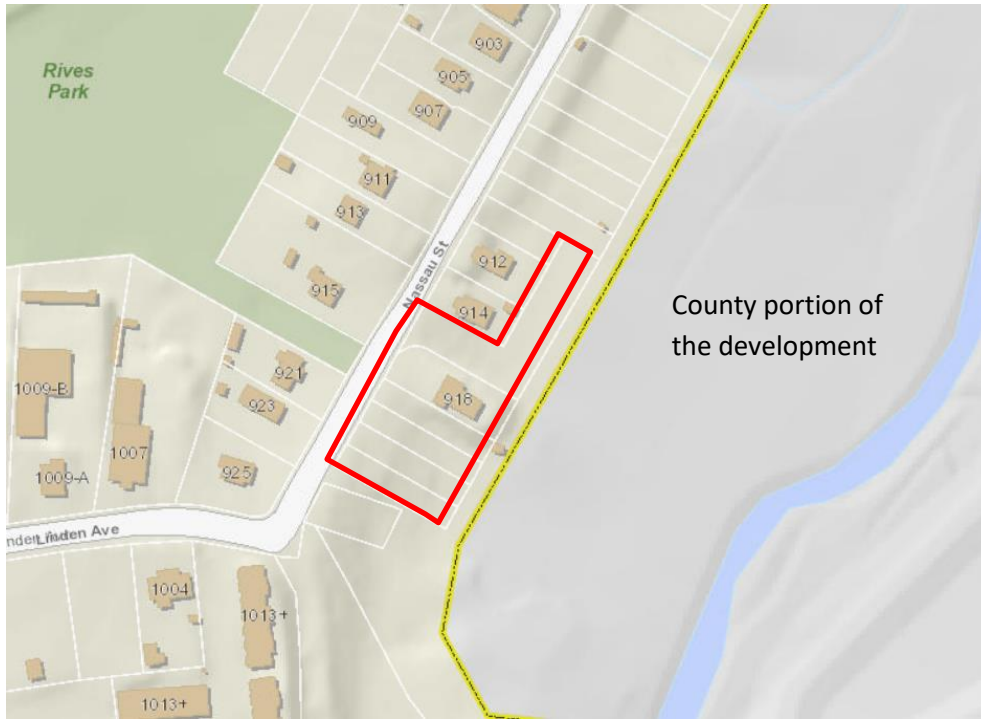 Rives
Park
903
905
907
909
911
913
Nassau St
912
915
914
County portion of
the development
921
918
1009-B
923
1007
925
1009-A
Linden Ave
1004
1013+
1013+